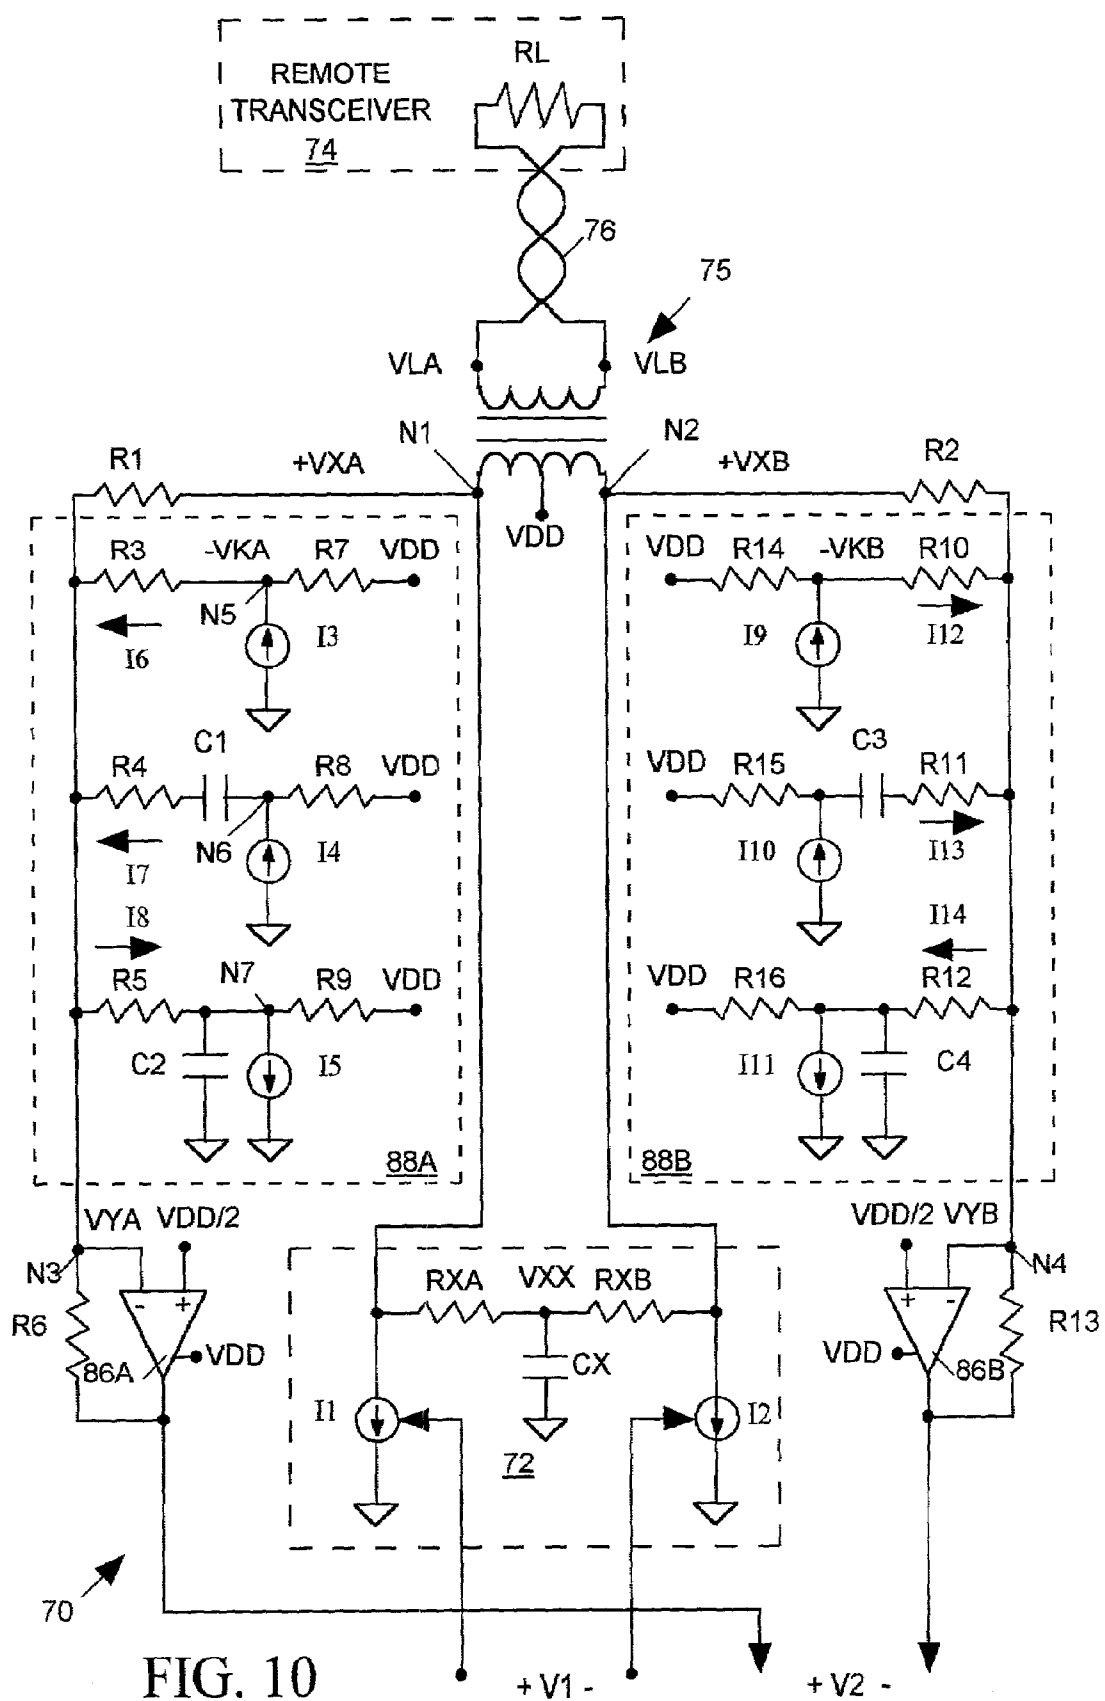 RL
REMOTE
TRANSCEIVER
74
76
75
VLA
VLB
N1
N2
R1
+VXA
+VXB
R2
VDD
R3
-VKA
R7
VDD
VDD
R14
-VKB
R10
N5
I6
I3
I9
I12
C1
C3
R4
R8
VDD
VDD
R15
R11
N6
I7
I4
I10
I13
I8
I14
R5
N7
R9
VDD
VDD
R16
R12
C2
I5
I11
C4
88A
88B
VYA
VDD/2
VDD/2
VYB
N3
N4
RXA
VXX
RXB
R6
- +
+ -
R13
86A
VDD
VDD
86B
CX
I1
I2
72
70
FIG. 10
+ V1 -
+ V2 -